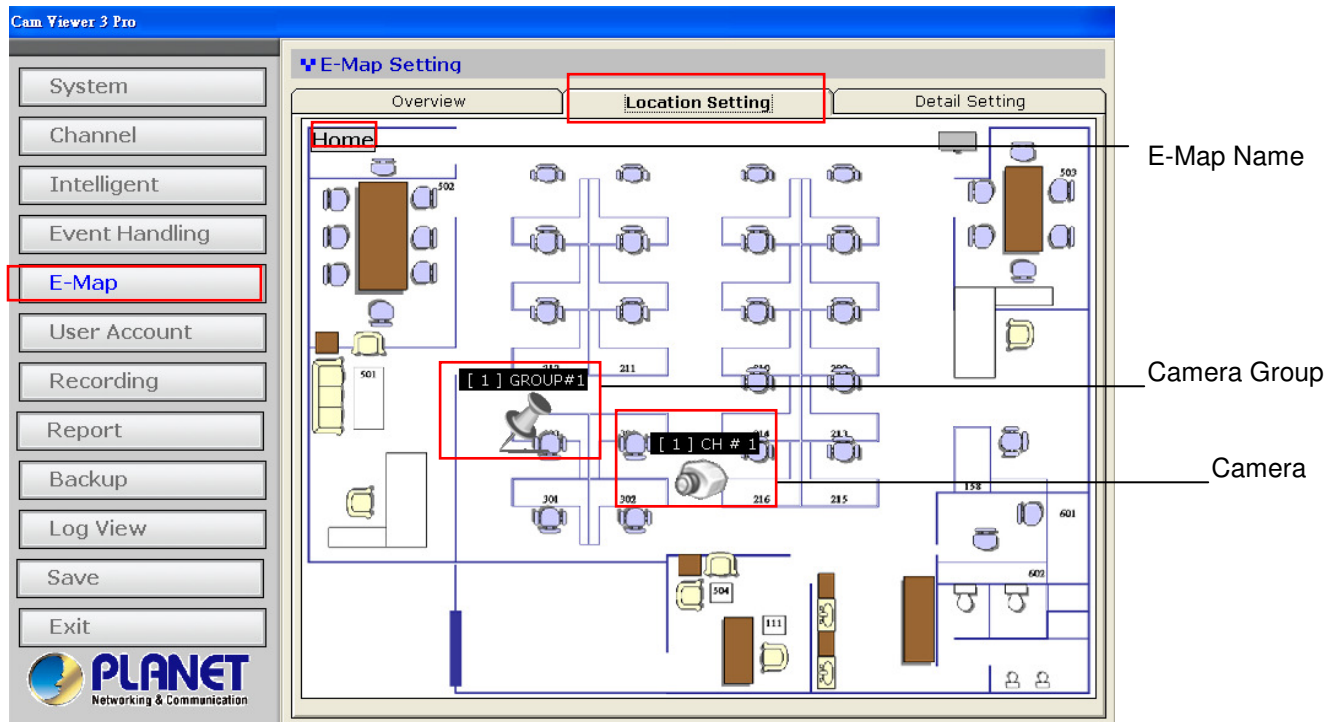 Cam Viewer 3 Pro
System
Channel
Intelligent
Event Handling
E-Map
User Account
Recording
Report
Backup
Log View
Save
Exit
PLANET
Networking & Communication
E-Map Setting
Overview
Location Setting
Detail Setting
Home
502
503
211
501
[ 1 ] GROUP#1
214
213
[ 1 ] CH # 1
301
302
216
215
158
601
602
504
111
E-Map Name
Camera Group
Camera